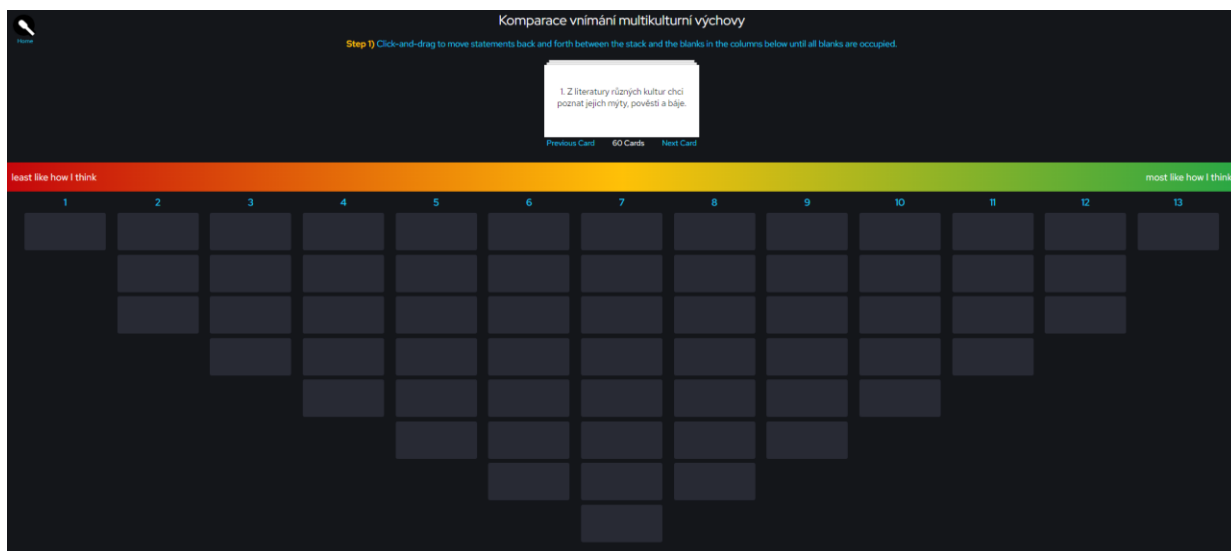 Komparace vnímání multikulturní výchovy
Home
Step 1) Click-and-drag to move statements back and forth between the stack and the blanks in the columns below until all blanks are occupied.
1. Z literatury různých kultur chci
poznat jejich mýty, pověsti a báje.
Previous Card 60 Cards Next Card
least like how I think most like how I think
1 2 3 4 5 6 7 8 9 10 11 12 13